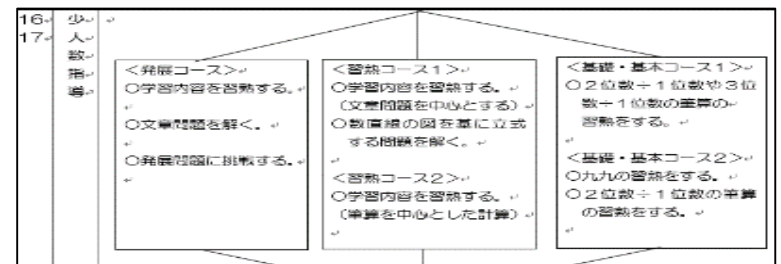 16
17
少人数指導
<発展コース>
○学習内容を習熟する。
○文章問題を解く。
○発展問題に挑戦する。
<習熟コース1>
○学習内容を習熟する。
(文章問題を中心とする)
○数直線の図を基に立式
する問題を解く。
<習熟コース2>
○学習内容を習熟する。
(筆算を中心とした計算)
<基礎・基本コース1>
○2位数÷1位数や3位
数÷1位数の筆算の
習熟をする。
<基礎・基本コース2>
○九九の習熟をする。
○2位数÷1位数の筆算
の習熟をする。